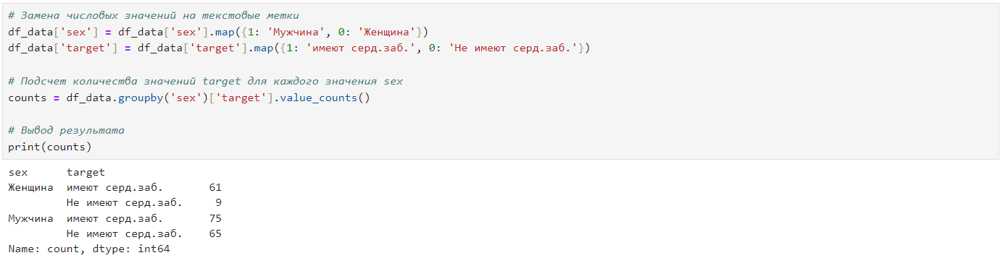 # Замена числовых значений на текстовые метки
df_data['sex'] = df_data['sex'].map({1: 'Мужчина', 0: 'Женщина'})
df_data['target'] = df_data['target'].map({1: 'имеют серд.заб.', 0: 'Не имеют серд.заб.'})
# Подсчет количества значений target для каждого значения sex
counts = df_data.groupby('sex')['target'].value_counts()
# Вывод результата
print(counts)
sex      target
Женщина  имеют серд.заб.       61
         Не имеют серд.заб.     9
Мужчина  имеют серд.заб.       75
         Не имеют серд.заб.    65
Name: count, dtype: int64